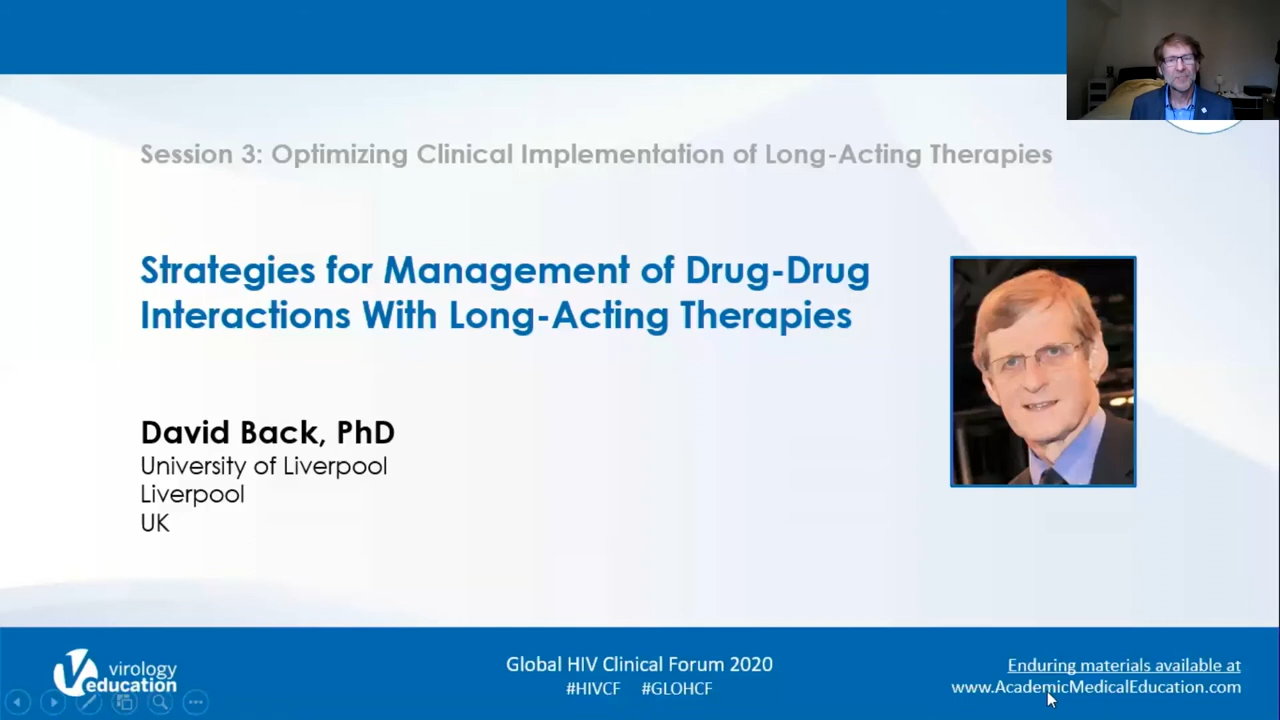 Session 3: Optimizing Clinical Implementation of Long-Acting Therapies
Strategies for Management of Drug-Drug
Interactions With Long-Acting Therapies
David Back, PhD
University of Liverpool
Liverpool
UK
virology
education
Global HIV Clinical Forum 2020
#HIVCF #GLOHCF
Enduring materials available at
www.AcademicMedicalEducation.com